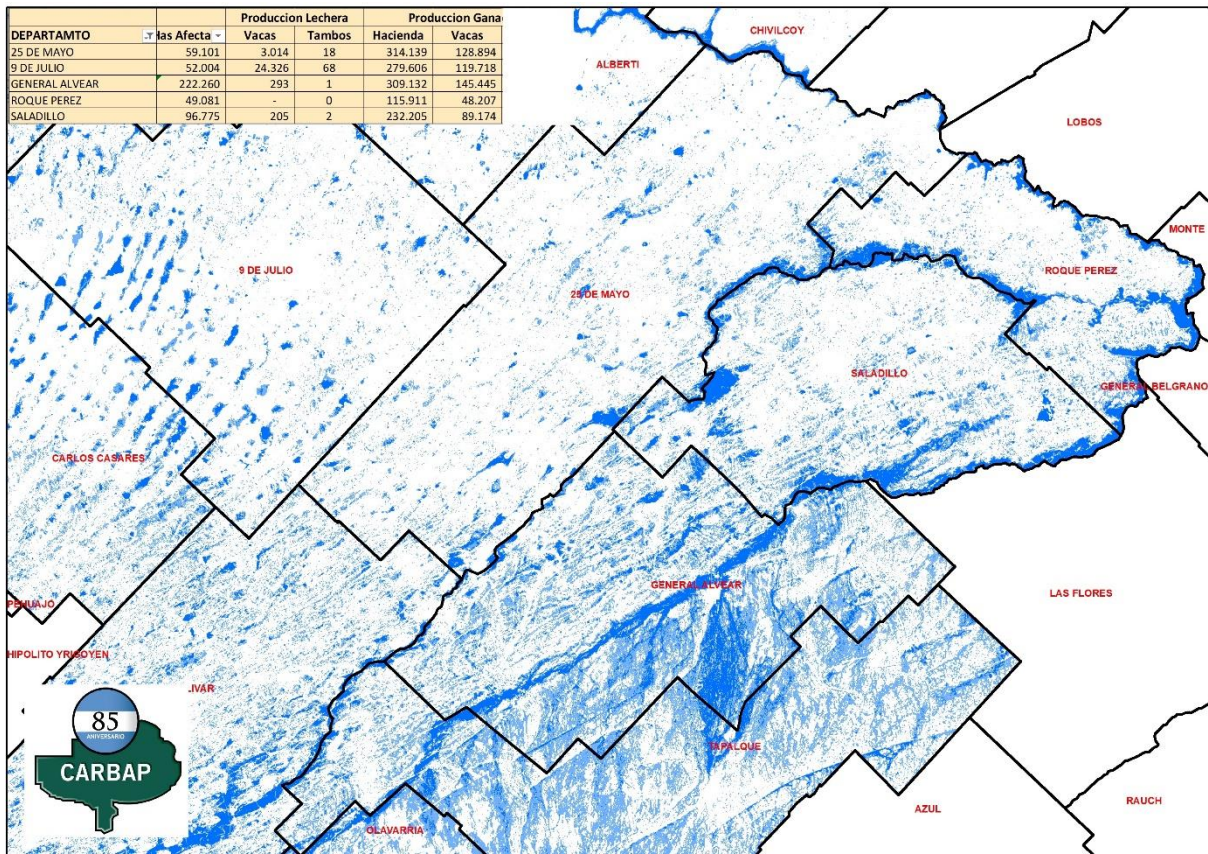 Produccion Lechera Produccion Gana
DEPARTAMTO Has Afecta Vacas Tambos Hacienda Vacas
25 DE MAYO 59.101 3.014 18 314.139 128.894
9 DE JULIO 52.004 24.326 68 279.606 119.718
GENERAL ALVEAR 222.260 293 1 309.132 145.445
ROQUE PEREZ 49.081 - 0 115.911 48.207
SALADILLO 96.775 205 2 232.205 89.174
CHIVILCOY
ALBERTI
LOBOS
MONTE
9 DE JULIO
ROQUE PEREZ
25 DE MAYO
SALADILLO
GENERAL BELGRANO
CARLOS CASARES
GENERAL ALVEAR
LAS FLORES
PEHUAJO
HIPOLITO YRIGOYEN
LIVAR
85
ANIVERSARIO
CARBAP
TAPALQUE
RAUCH
AZUL
OLAVARRIA